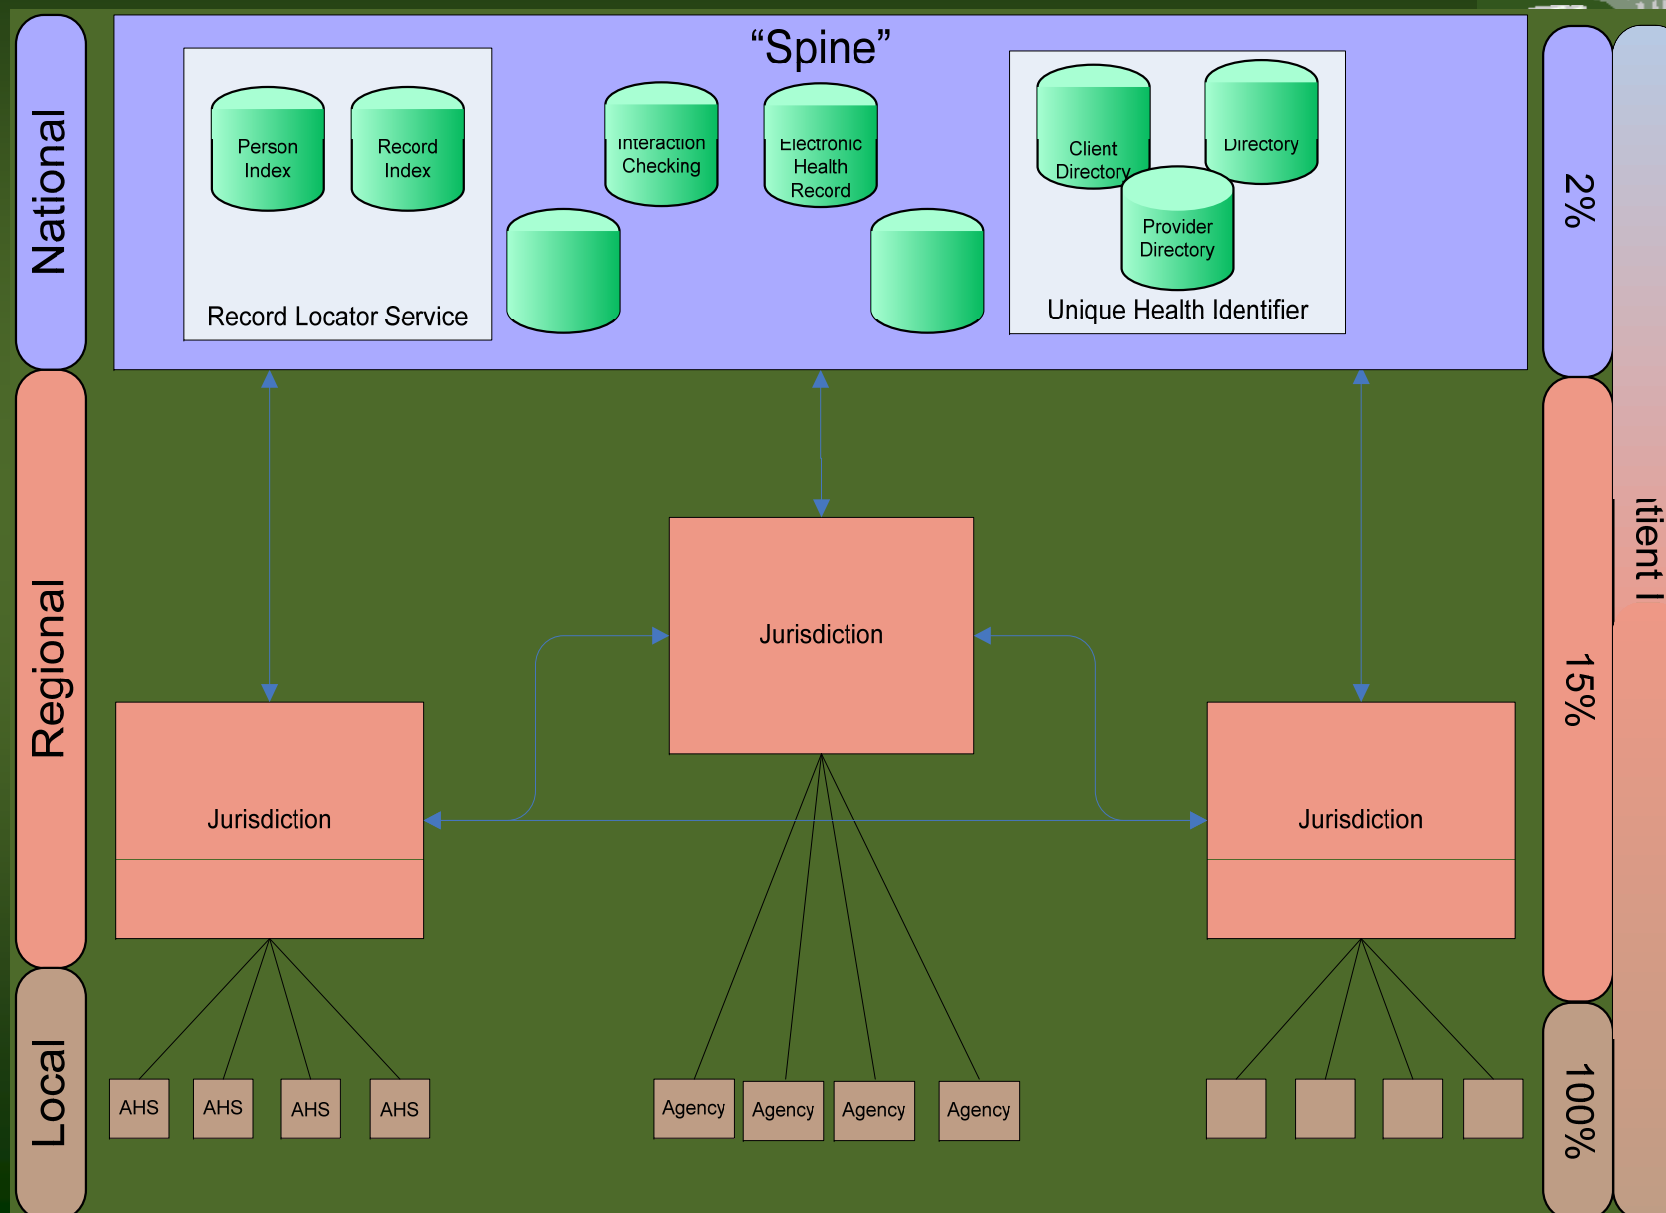 National
“Spine”
Person
Index
Record
Index
Record Locator Service
Interaction
Checking
Electronic
Health
Record
Client
Directory
Directory
Provider
Directory
Unique Health Identifier
2%
Regional
Jurisdiction
Jurisdiction
Jurisdiction
15%
Local
AHS
AHS
AHS
AHS
Agency
Agency
Agency
Agency
100%